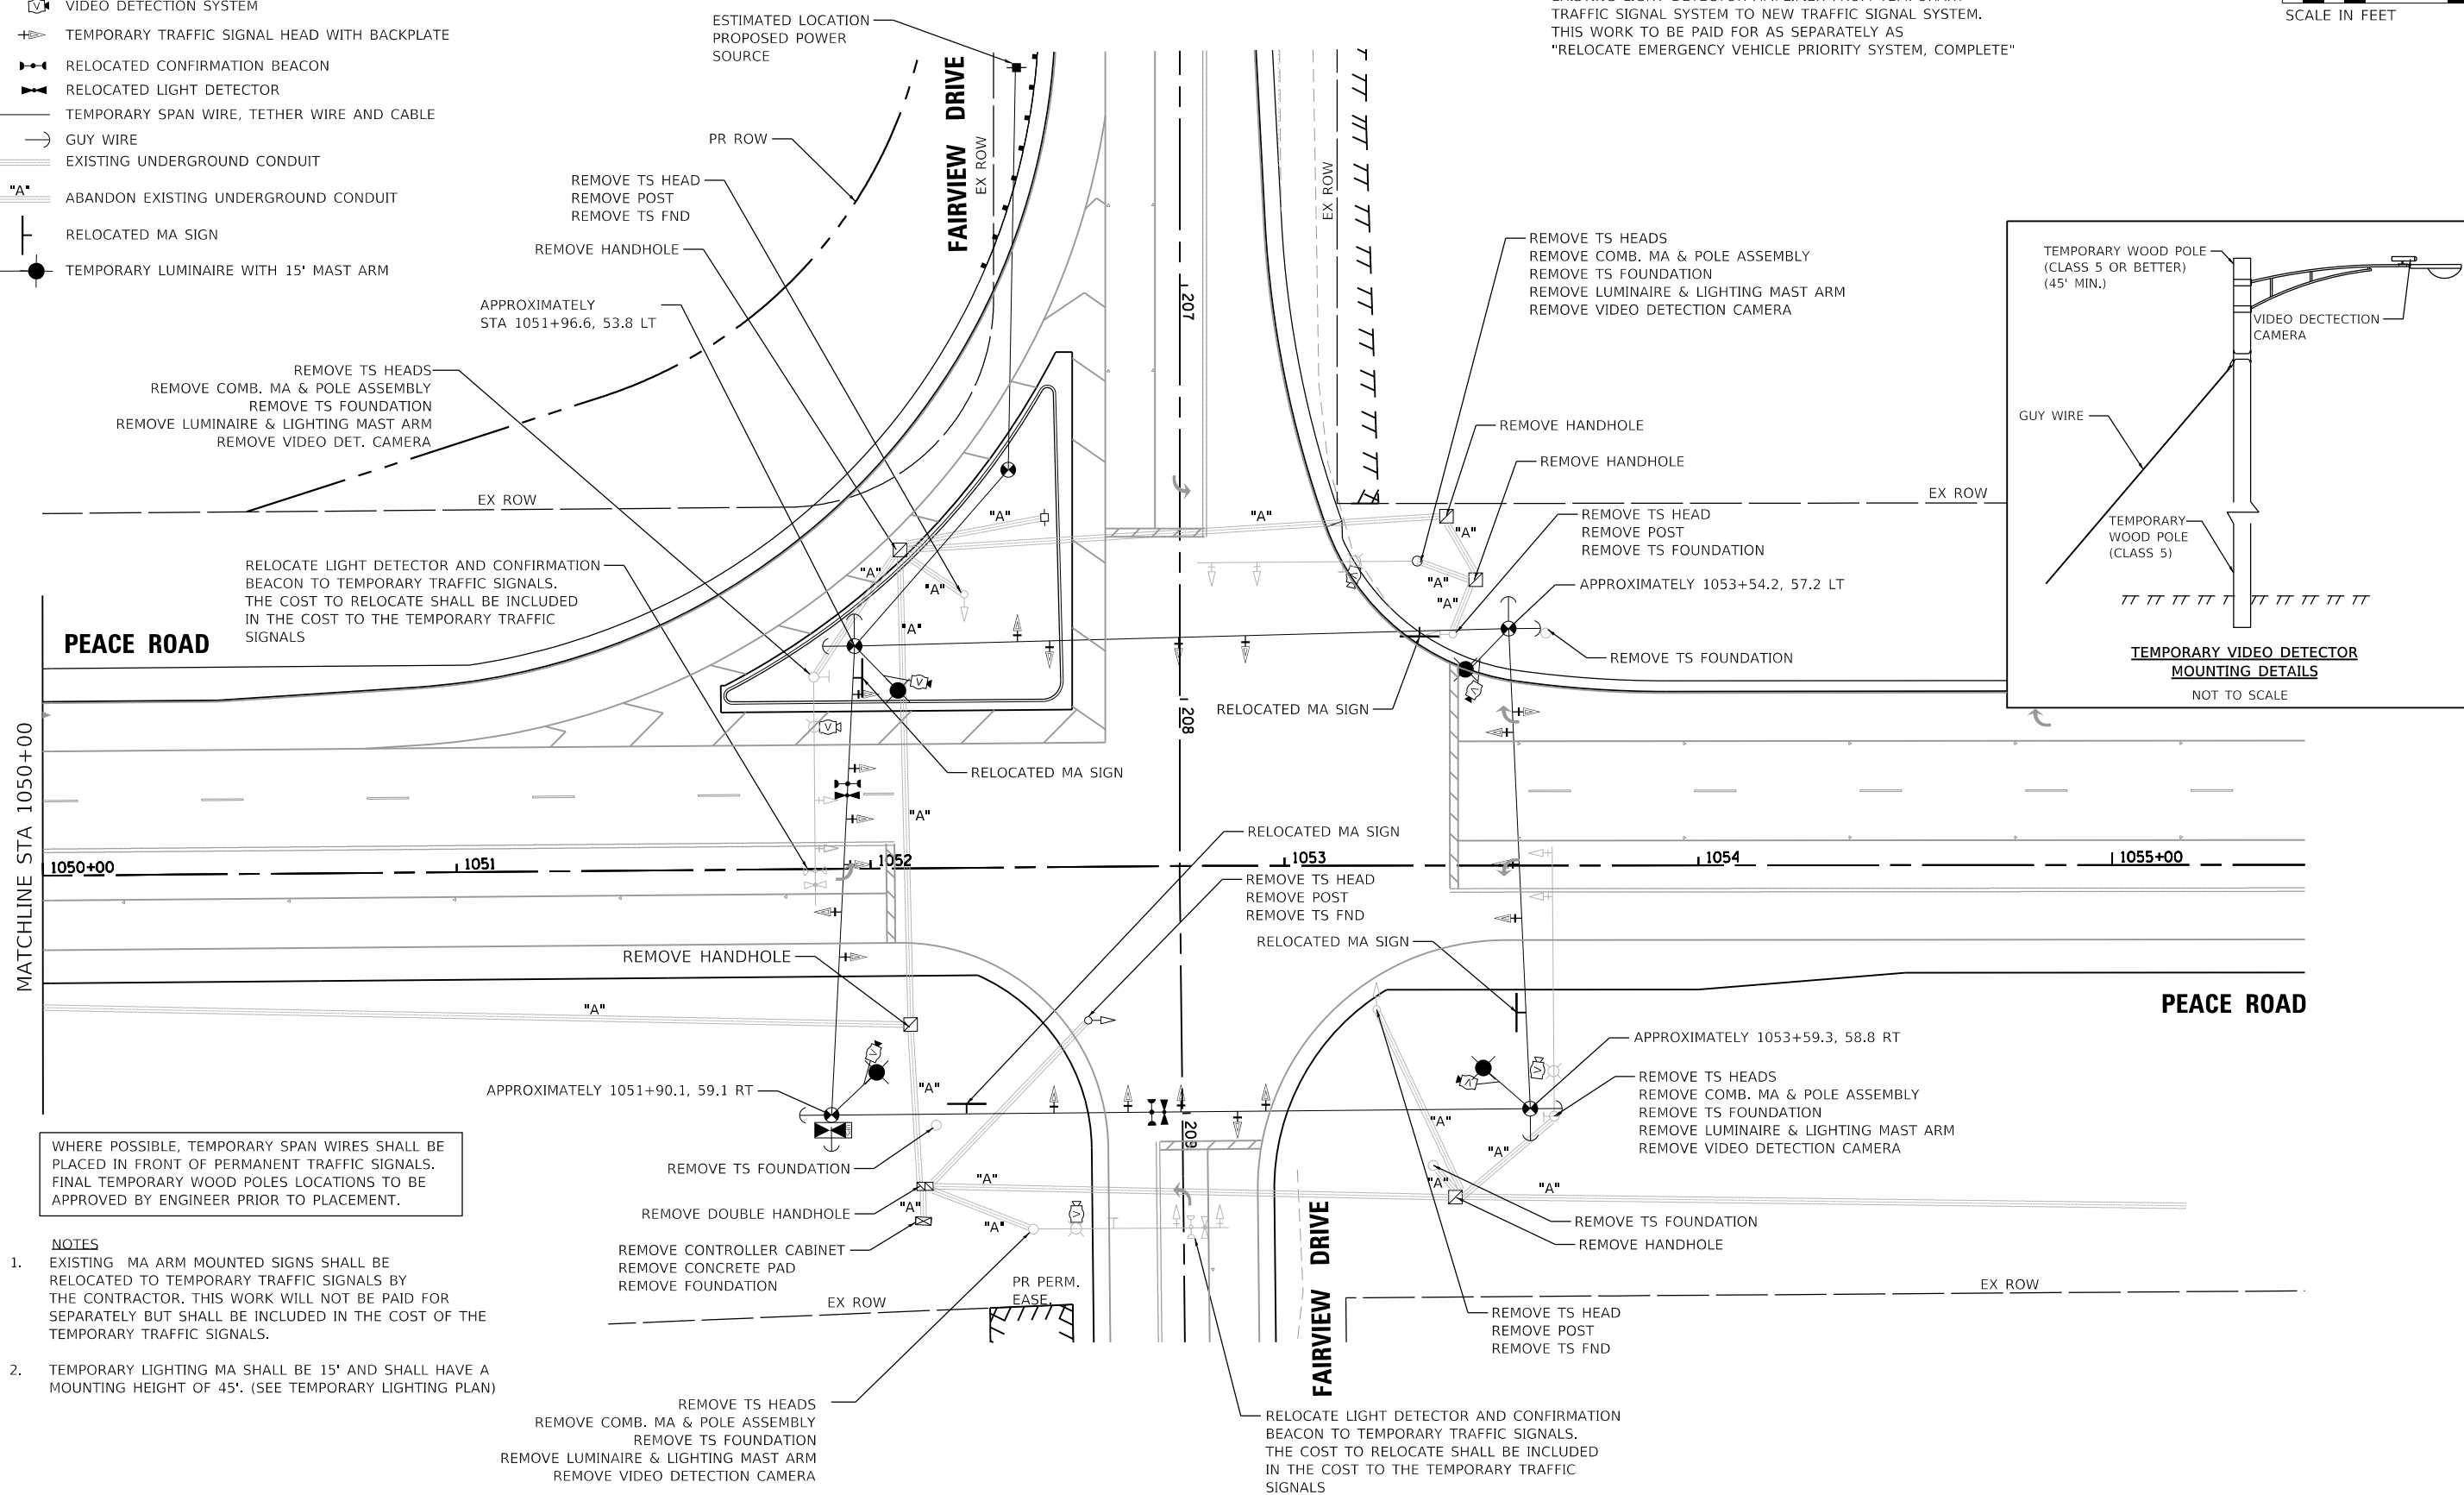 VIDEO DETECTION SYSTEM
TEMPORARY TRAFFIC SIGNAL HEAD WITH BACKPLATE
RELOCATED CONFIRMATION BEACON
RELOCATED LIGHT DETECTOR
TEMPORARY SPAN WIRE, TETHER WIRE AND CABLE
GUY WIRE
EXISTING UNDERGROUND CONDUIT
"A"
ABANDON EXISTING UNDERGROUND CONDUIT
RELOCATED MA SIGN
TEMPORARY LUMINAIRE WITH 15' MAST ARM
ESTIMATED LOCATION
PROPOSED POWER
SOURCE
TRAFFIC SIGNAL SYSTEM TO NEW TRAFFIC SIGNAL SYSTEM.
THIS WORK TO BE PAID FOR AS SEPARATELY AS
"RELOCATE EMERGENCY VEHICLE PRIORITY SYSTEM, COMPLETE"
SCALE IN FEET
FAIRVIEW DRIVE
EX ROW
EX ROW
PR ROW
REMOVE TS HEAD
REMOVE POST
REMOVE TS FND
REMOVE HANDHOLE
APPROXIMATELY
STA 1051+96.6, 53.8 LT
REMOVE TS HEADS
REMOVE COMB. MA & POLE ASSEMBLY
REMOVE TS FOUNDATION
REMOVE LUMINAIRE & LIGHTING MAST ARM
REMOVE VIDEO DET. CAMERA
EX ROW
207
REMOVE TS HEADS
REMOVE COMB. MA & POLE ASSEMBLY
REMOVE TS FOUNDATION
REMOVE LUMINAIRE & LIGHTING MAST ARM
REMOVE VIDEO DETECTION CAMERA
REMOVE HANDHOLE
REMOVE HANDHOLE
EX ROW
REMOVE TS HEAD
REMOVE POST
REMOVE TS FOUNDATION
APPROXIMATELY 1053+54.2, 57.2 LT
REMOVE TS FOUNDATION
RELOCATED MA SIGN
TEMPORARY WOOD POLE
(CLASS 5 OR BETTER)
(45' MIN.)
VIDEO DECTECTION
CAMERA
GUY WIRE
TEMPORARY
WOOD POLE
(CLASS 5)
TEMPORARY VIDEO DETECTOR
MOUNTING DETAILS
NOT TO SCALE
RELOCATE LIGHT DETECTOR AND CONFIRMATION
BEACON TO TEMPORARY TRAFFIC SIGNALS.
THE COST TO RELOCATE SHALL BE INCLUDED
IN THE COST TO THE TEMPORARY TRAFFIC
SIGNALS
PEACE ROAD
"A"
"A"
"A"
"A"
"A"
"A"
"A"
"A"
208
RELOCATED MA SIGN
MATCHLINE STA 1050+00
"A"
RELOCATED MA SIGN
1050+00
1051
1052
1053
1054
1055+00
REMOVE TS HEAD
REMOVE POST
REMOVE TS FND
RELOCATED MA SIGN
REMOVE HANDHOLE
"A"
PEACE ROAD
APPROXIMATELY 1053+59.3, 58.8 RT
APPROXIMATELY 1051+90.1, 59.1 RT
"A"
REMOVE TS HEADS
REMOVE COMB. MA & POLE ASSEMBLY
REMOVE TS FOUNDATION
REMOVE LUMINAIRE & LIGHTING MAST ARM
REMOVE VIDEO DETECTION CAMERA
209
"A"
"A"
"A"
"A"
WHERE POSSIBLE, TEMPORARY SPAN WIRES SHALL BE
PLACED IN FRONT OF PERMANENT TRAFFIC SIGNALS.
FINAL TEMPORARY WOOD POLES LOCATIONS TO BE
APPROVED BY ENGINEER PRIOR TO PLACEMENT.
REMOVE TS FOUNDATION
"A"
REMOVE DOUBLE HANDHOLE
"A"
"A"
REMOVE TS FOUNDATION
REMOVE HANDHOLE
REMOVE CONTROLLER CABINET
REMOVE CONCRETE PAD
REMOVE FOUNDATION
NOTES
1. EXISTING MA ARM MOUNTED SIGNS SHALL BE
RELOCATED TO TEMPORARY TRAFFIC SIGNALS BY
THE CONTRACTOR. THIS WORK WILL NOT BE PAID FOR
SEPARATELY BUT SHALL BE INCLUDED IN THE COST OF THE
TEMPORARY TRAFFIC SIGNALS.
2. TEMPORARY LIGHTING MA SHALL BE 15' AND SHALL HAVE A
MOUNTING HEIGHT OF 45'. (SEE TEMPORARY LIGHTING PLAN)
EX ROW
PR PERM.
EASE.
FAIRVIEW DRIVE
EX ROW
REMOVE TS HEAD
REMOVE POST
REMOVE TS FND
REMOVE TS HEADS
REMOVE COMB. MA & POLE ASSEMBLY
REMOVE TS FOUNDATION
REMOVE LUMINAIRE & LIGHTING MAST ARM
REMOVE VIDEO DETECTION CAMERA
RELOCATE LIGHT DETECTOR AND CONFIRMATION
BEACON TO TEMPORARY TRAFFIC SIGNALS.
THE COST TO RELOCATE SHALL BE INCLUDED
IN THE COST TO THE TEMPORARY TRAFFIC
SIGNALS